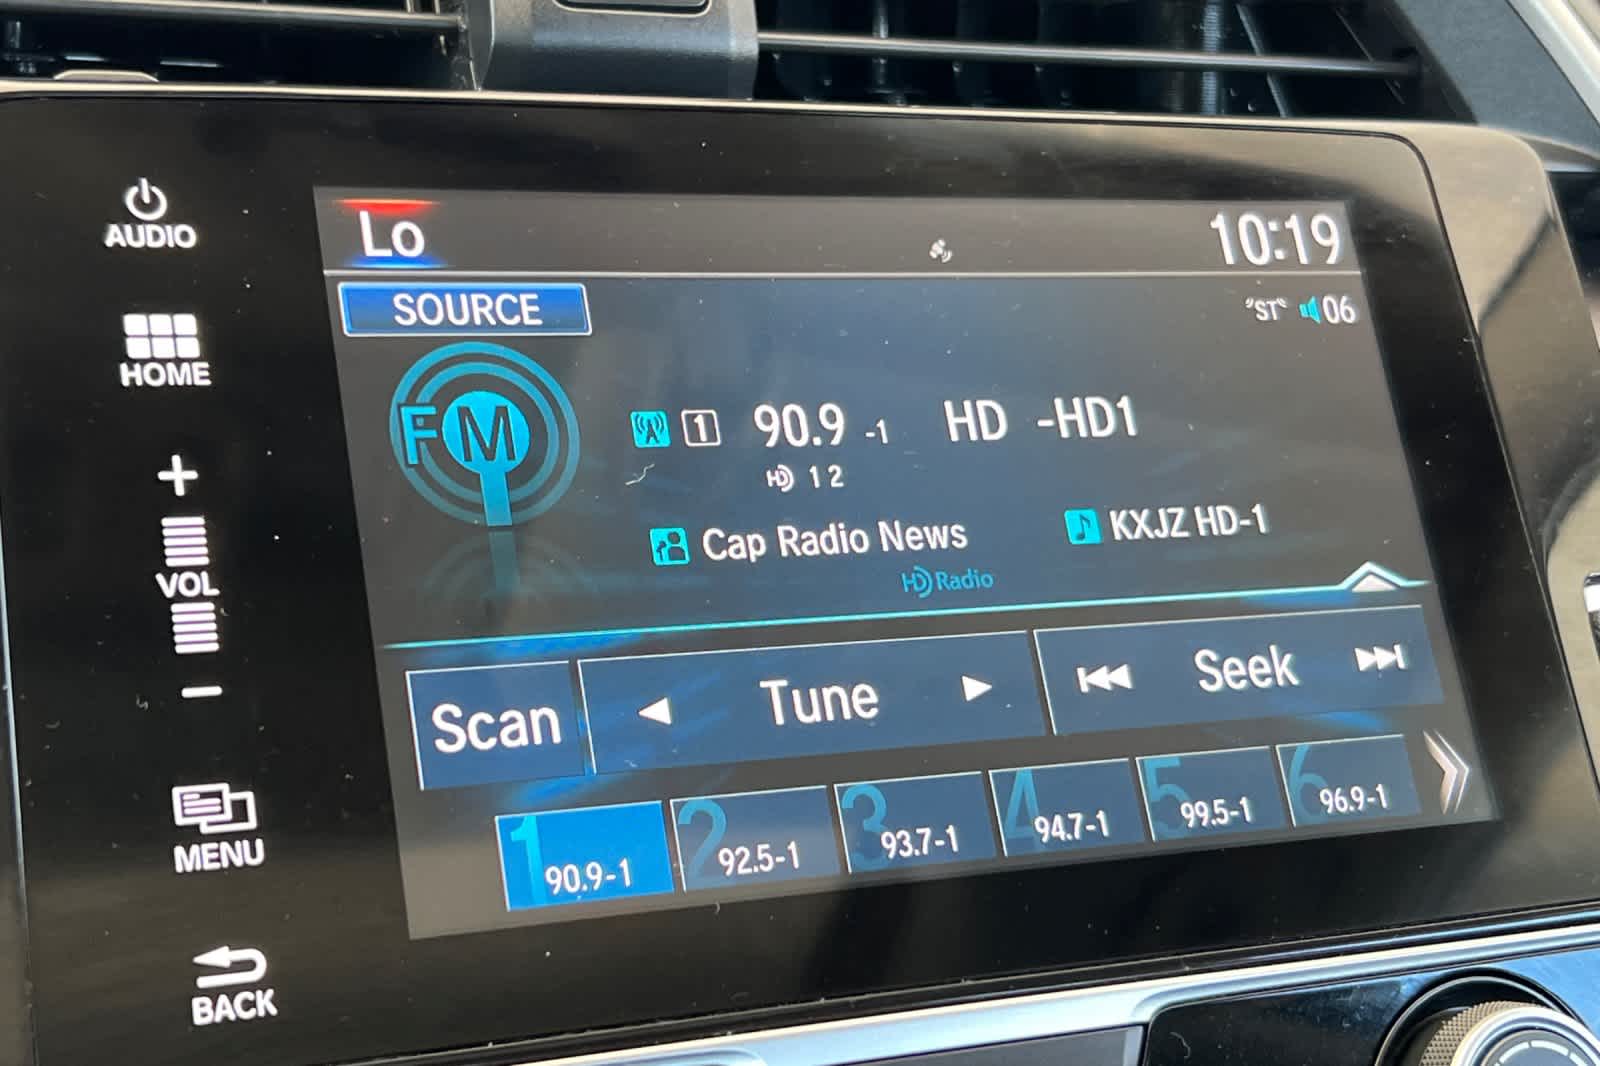 AUDIO
HOME
+
VOL
−
MENU
BACK
Lo
10:19
SOURCE
"ST" 06
FM
1 90.9 -1 HD -HD1
HD 1 2
Cap Radio News
KXJZ HD-1
HD Radio
Scan
Tune
Seek
1 90.9-1
2 92.5-1
3 93.7-1
4 94.7-1
5 99.5-1
6 96.9-1